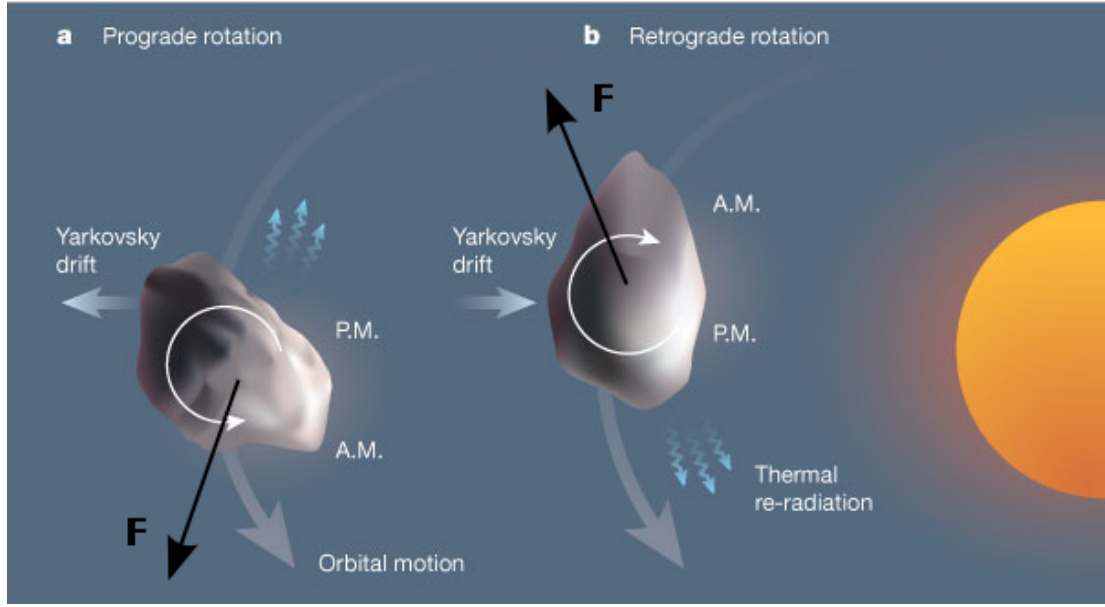 a Prograde rotation
b Retrograde rotation
F
A.M.
Yarkovsky
drift
Yarkovsky
drift
P.M.
P.M.
A.M.
Thermal
re-radiation
F
Orbital motion